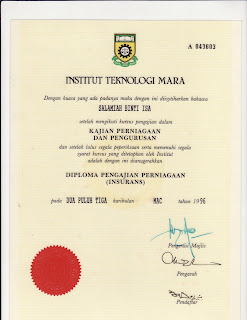 A 043603
INSTITUT TEKNOLOGI MARA
Dengan kuasa yang ada padanya maka dengan ini diisytiharkan bahawa
SALAMIAH BINTI ISA
setelah mengikuti kursus pengajian dalam
KAJIAN PERNIAGAAN
DAN PENGURUSAN
dan setelah lulus segala peperiksaan serta memenuhi segala
syarat kursus yang ditetapkan oleh Institut
adalah dengan ini dianugerahkan
DIPLOMA PENGAJIAN PERNIAGAAN
(INSURANS)
pada DUA PULUH TIGA haribulan MAC tahun 1996
Pengerusi Majlis
Pengarah
Pendaftar